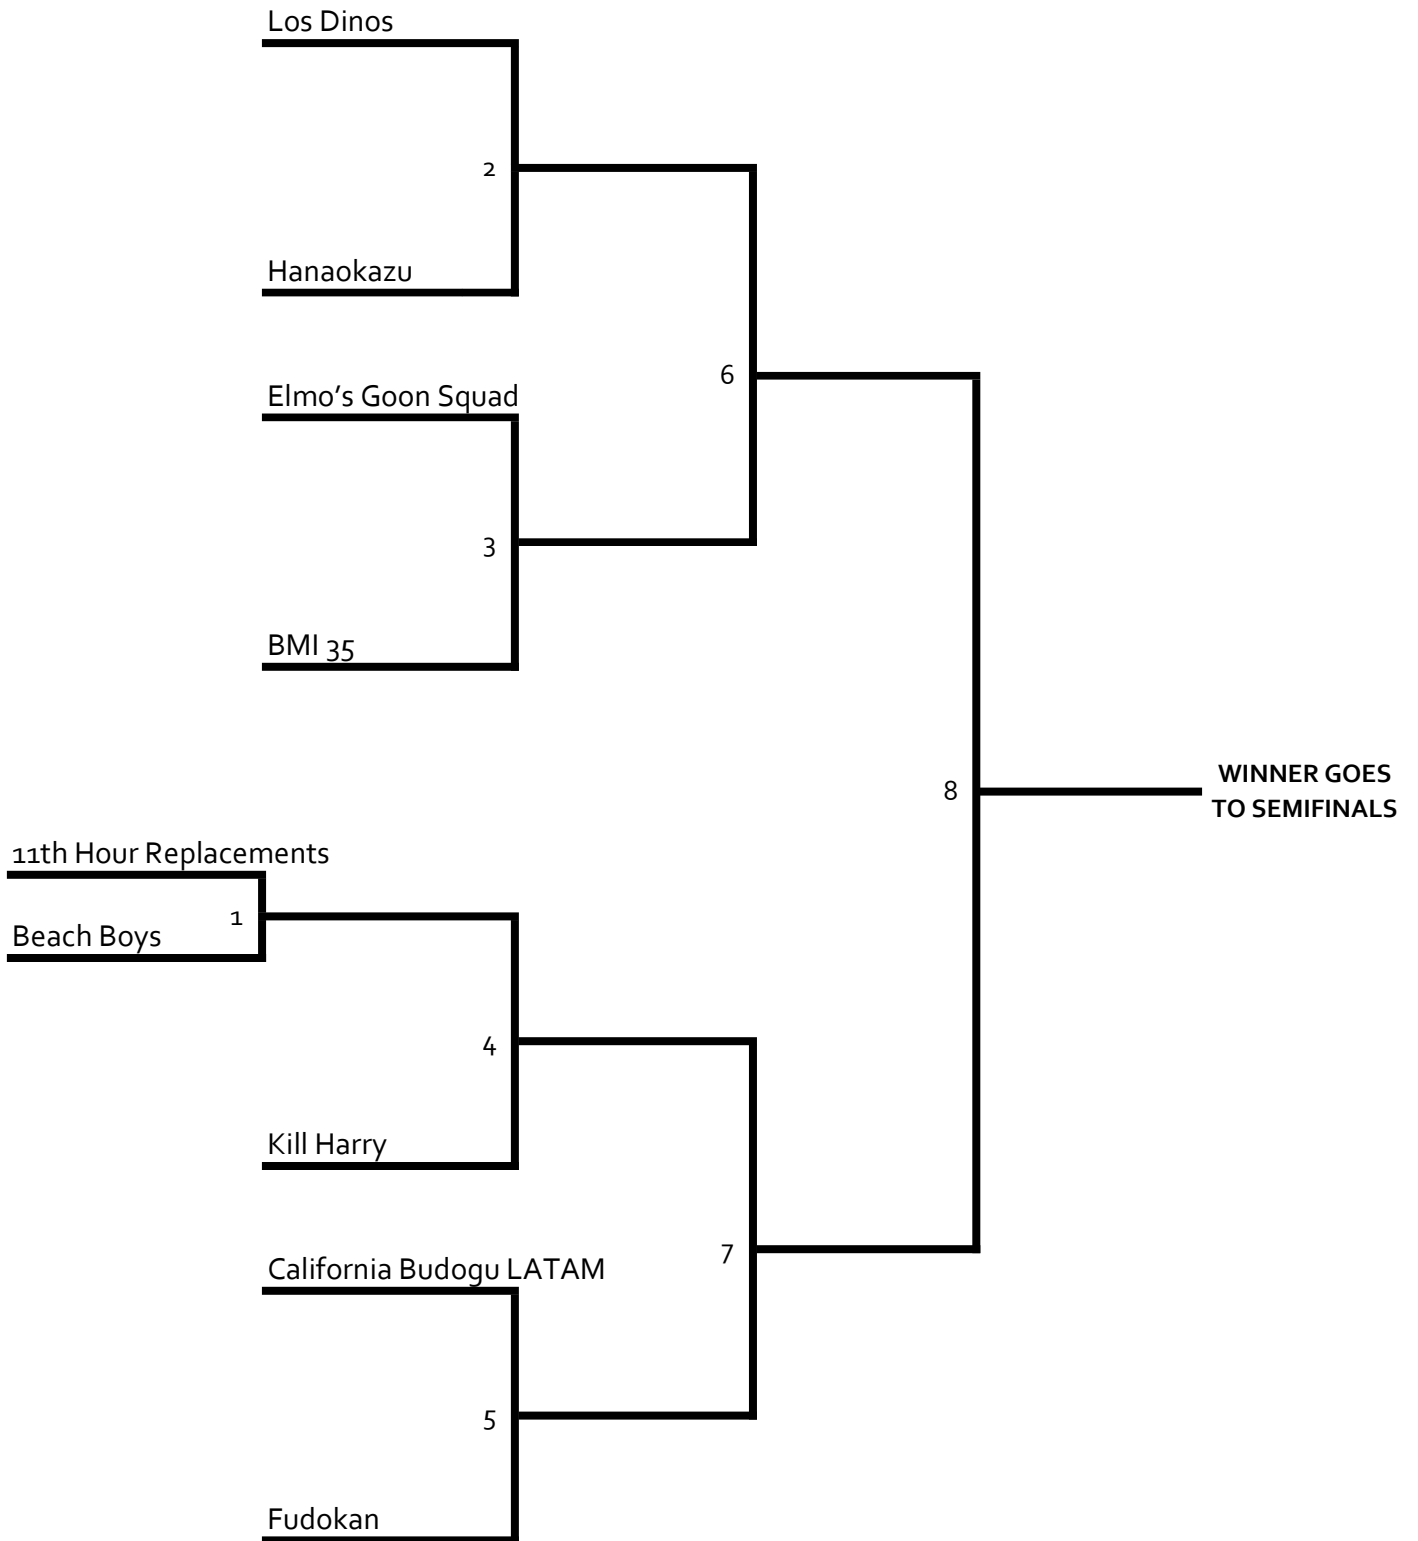 Los Dinos
2
Hanaokazu
6
Elmo's Goon Squad
3
BMI 35
8
WINNER GOES
TO SEMIFINALS
11th Hour Replacements
1
Beach Boys
4
Kill Harry
7
California Budogu LATAM
5
Fudokan